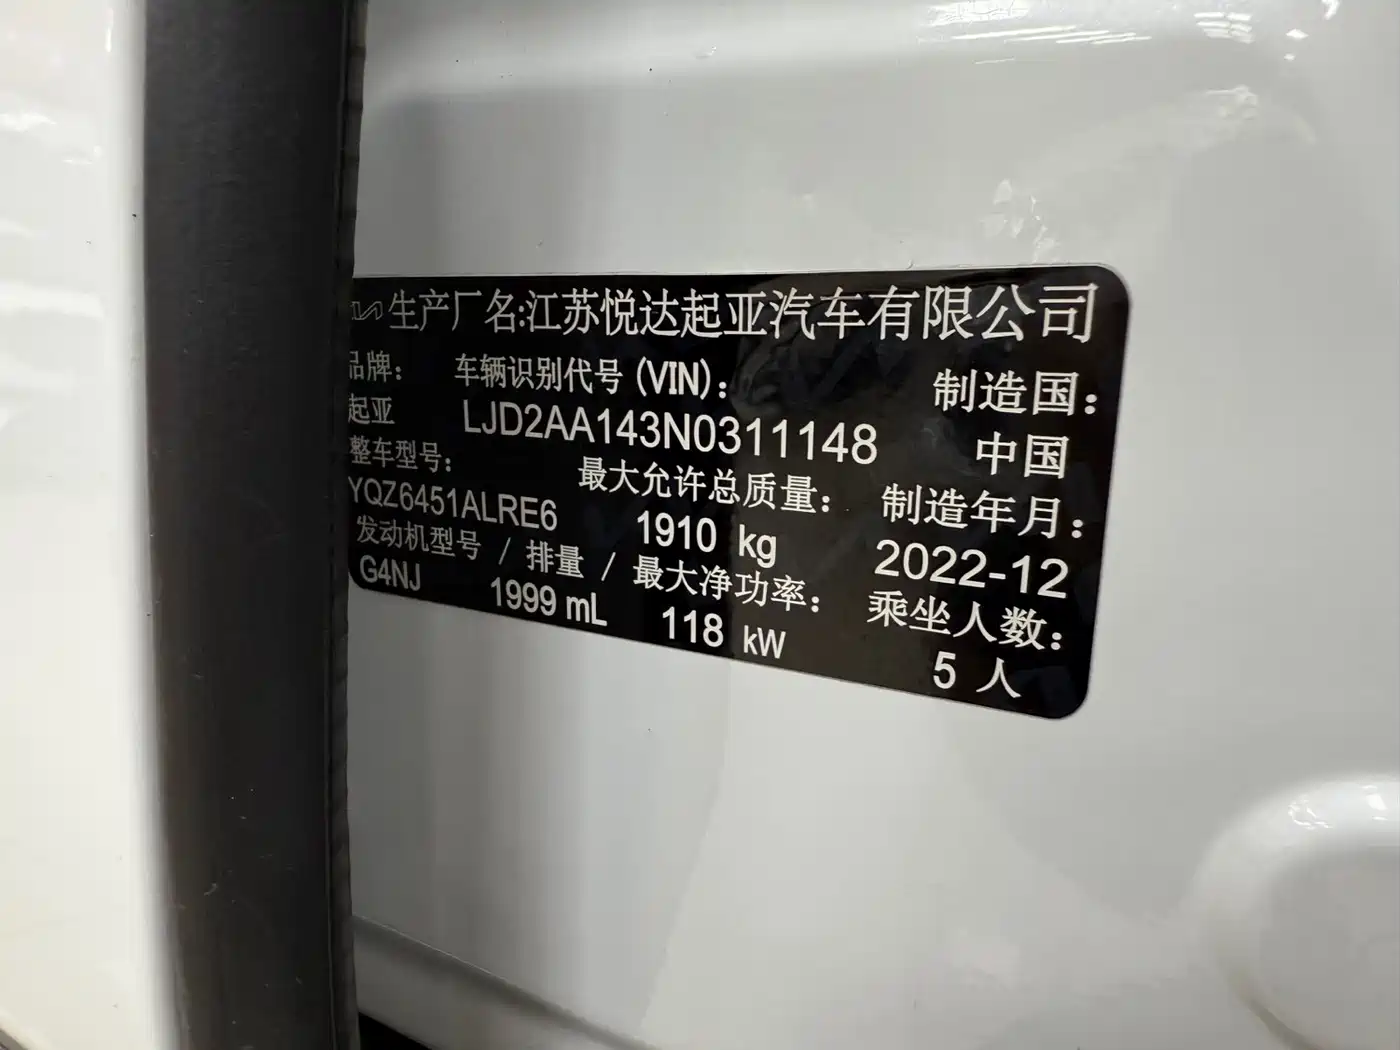 生产厂名:江苏悦达起亚汽车有限公司
品牌: 车辆识别代号(VIN): 制造国:
起亚 LJD2AA143N0311148 中国
整车型号: 最大允许总质量: 制造年月:
YQZ6451ALRE6 1910 kg 2022-12
发动机型号 / 排量 / 最大净功率: 乘坐人数:
G4NJ 1999 mL 118 kW 5 人